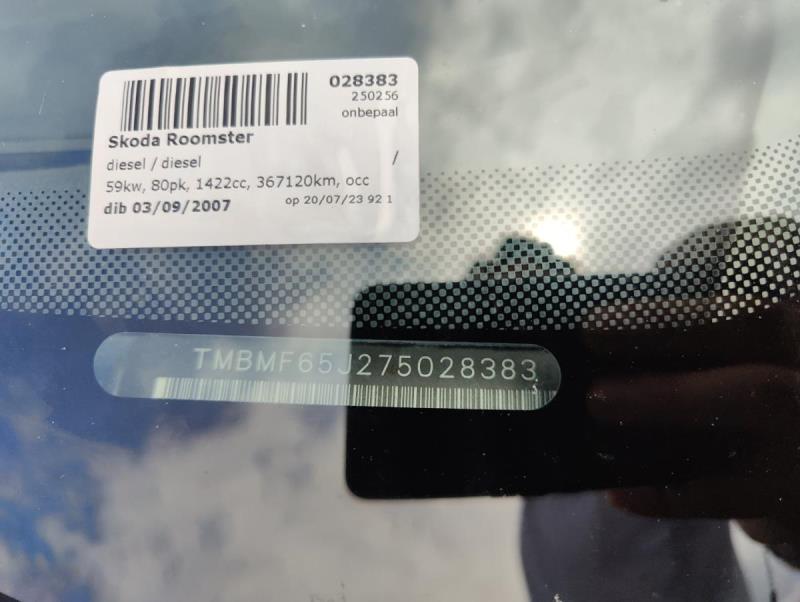 028383
250256
onbepaal
Skoda Roomster
diesel / diesel /
59kw, 80pk, 1422cc, 367120km, occ
dib 03/09/2007 op 20/07/23 92 1
TMBMF65J275028383